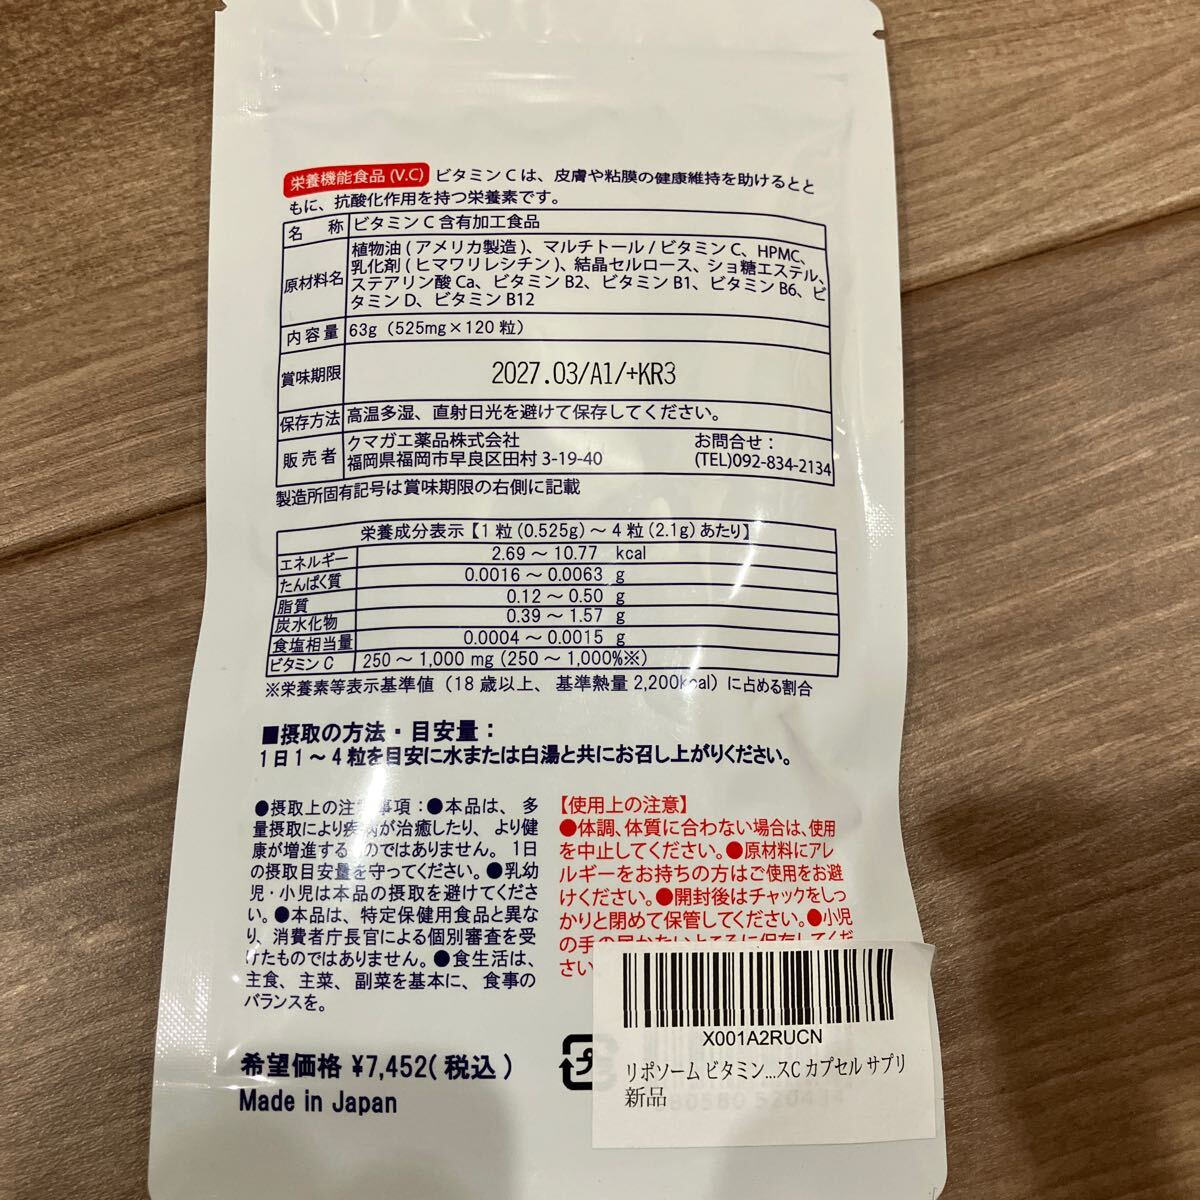 栄養機能食品(V.C) ビタミンCは、皮膚や粘膜の健康維持を助けるとと
もに、抗酸化作用を持つ栄養素です。
名 称 ビタミンC含有加工食品
原材料名 植物油(アメリカ製造)、マルチトール/ビタミンC、HPMC、
乳化剤(ヒマワリレシチン)、結晶セルロース、ショ糖エステル、
ステアリン酸Ca、ビタミンB2、ビタミンB1、ビタミンB6、ビ
タミンD、ビタミンB12
内容量 63g(525mg×120粒)
賞味期限 2027.03/A1/+KR3
保存方法 高温多湿、直射日光を避けて保存してください。
販売者 クマガエ薬品株式会社 お問合せ:
福岡県福岡市早良区田村3-19-40 (TEL)092-834-2134
製造所固有記号は賞味期限の右側に記載
栄養成分表示【1粒(0.525g)~4粒(2.1g)あたり】
エネルギー 2.69~10.77 kcal
たんぱく質 0.0016~0.0063 g
脂質 0.12~0.50 g
炭水化物 0.39~1.57 g
食塩相当量 0.0004~0.0015 g
ビタミンC 250~1,000 mg(250~1,000%※)
※栄養素等表示基準値(18歳以上、基準熱量2,200kcal)に占める割合
■摂取の方法・目安量:
1日1~4粒を目安に水または白湯と共にお召し上がりください。
●摂取上の注意事項:●本品は、多
量摂取により疾病が治癒したり、より健
康が増進するものではありません。1日
の摂取目安量を守ってください。●乳幼
児・小児は本品の摂取を避けてくださ
い。●本品は、特定保健用食品と異な
り、消費者庁長官による個別審査を受
けたものではありません。●食生活は、
主食、主菜、副菜を基本に、食事の
バランスを。
【使用上の注意】
●体調、体質に合わない場合は、使用
を中止してください。●原材料にアレ
ルギーをお持ちの方はご使用をお避
けください。●開封後はチャックをしっ
かりと閉めて保管してください。●小児
の手の届かないところに保存してくだ
さい
希望価格 ¥7,452(税込)
Made in Japan
プ
X001A2RUCN
リポソーム ビタミン...スC カプセル サプリ
新品